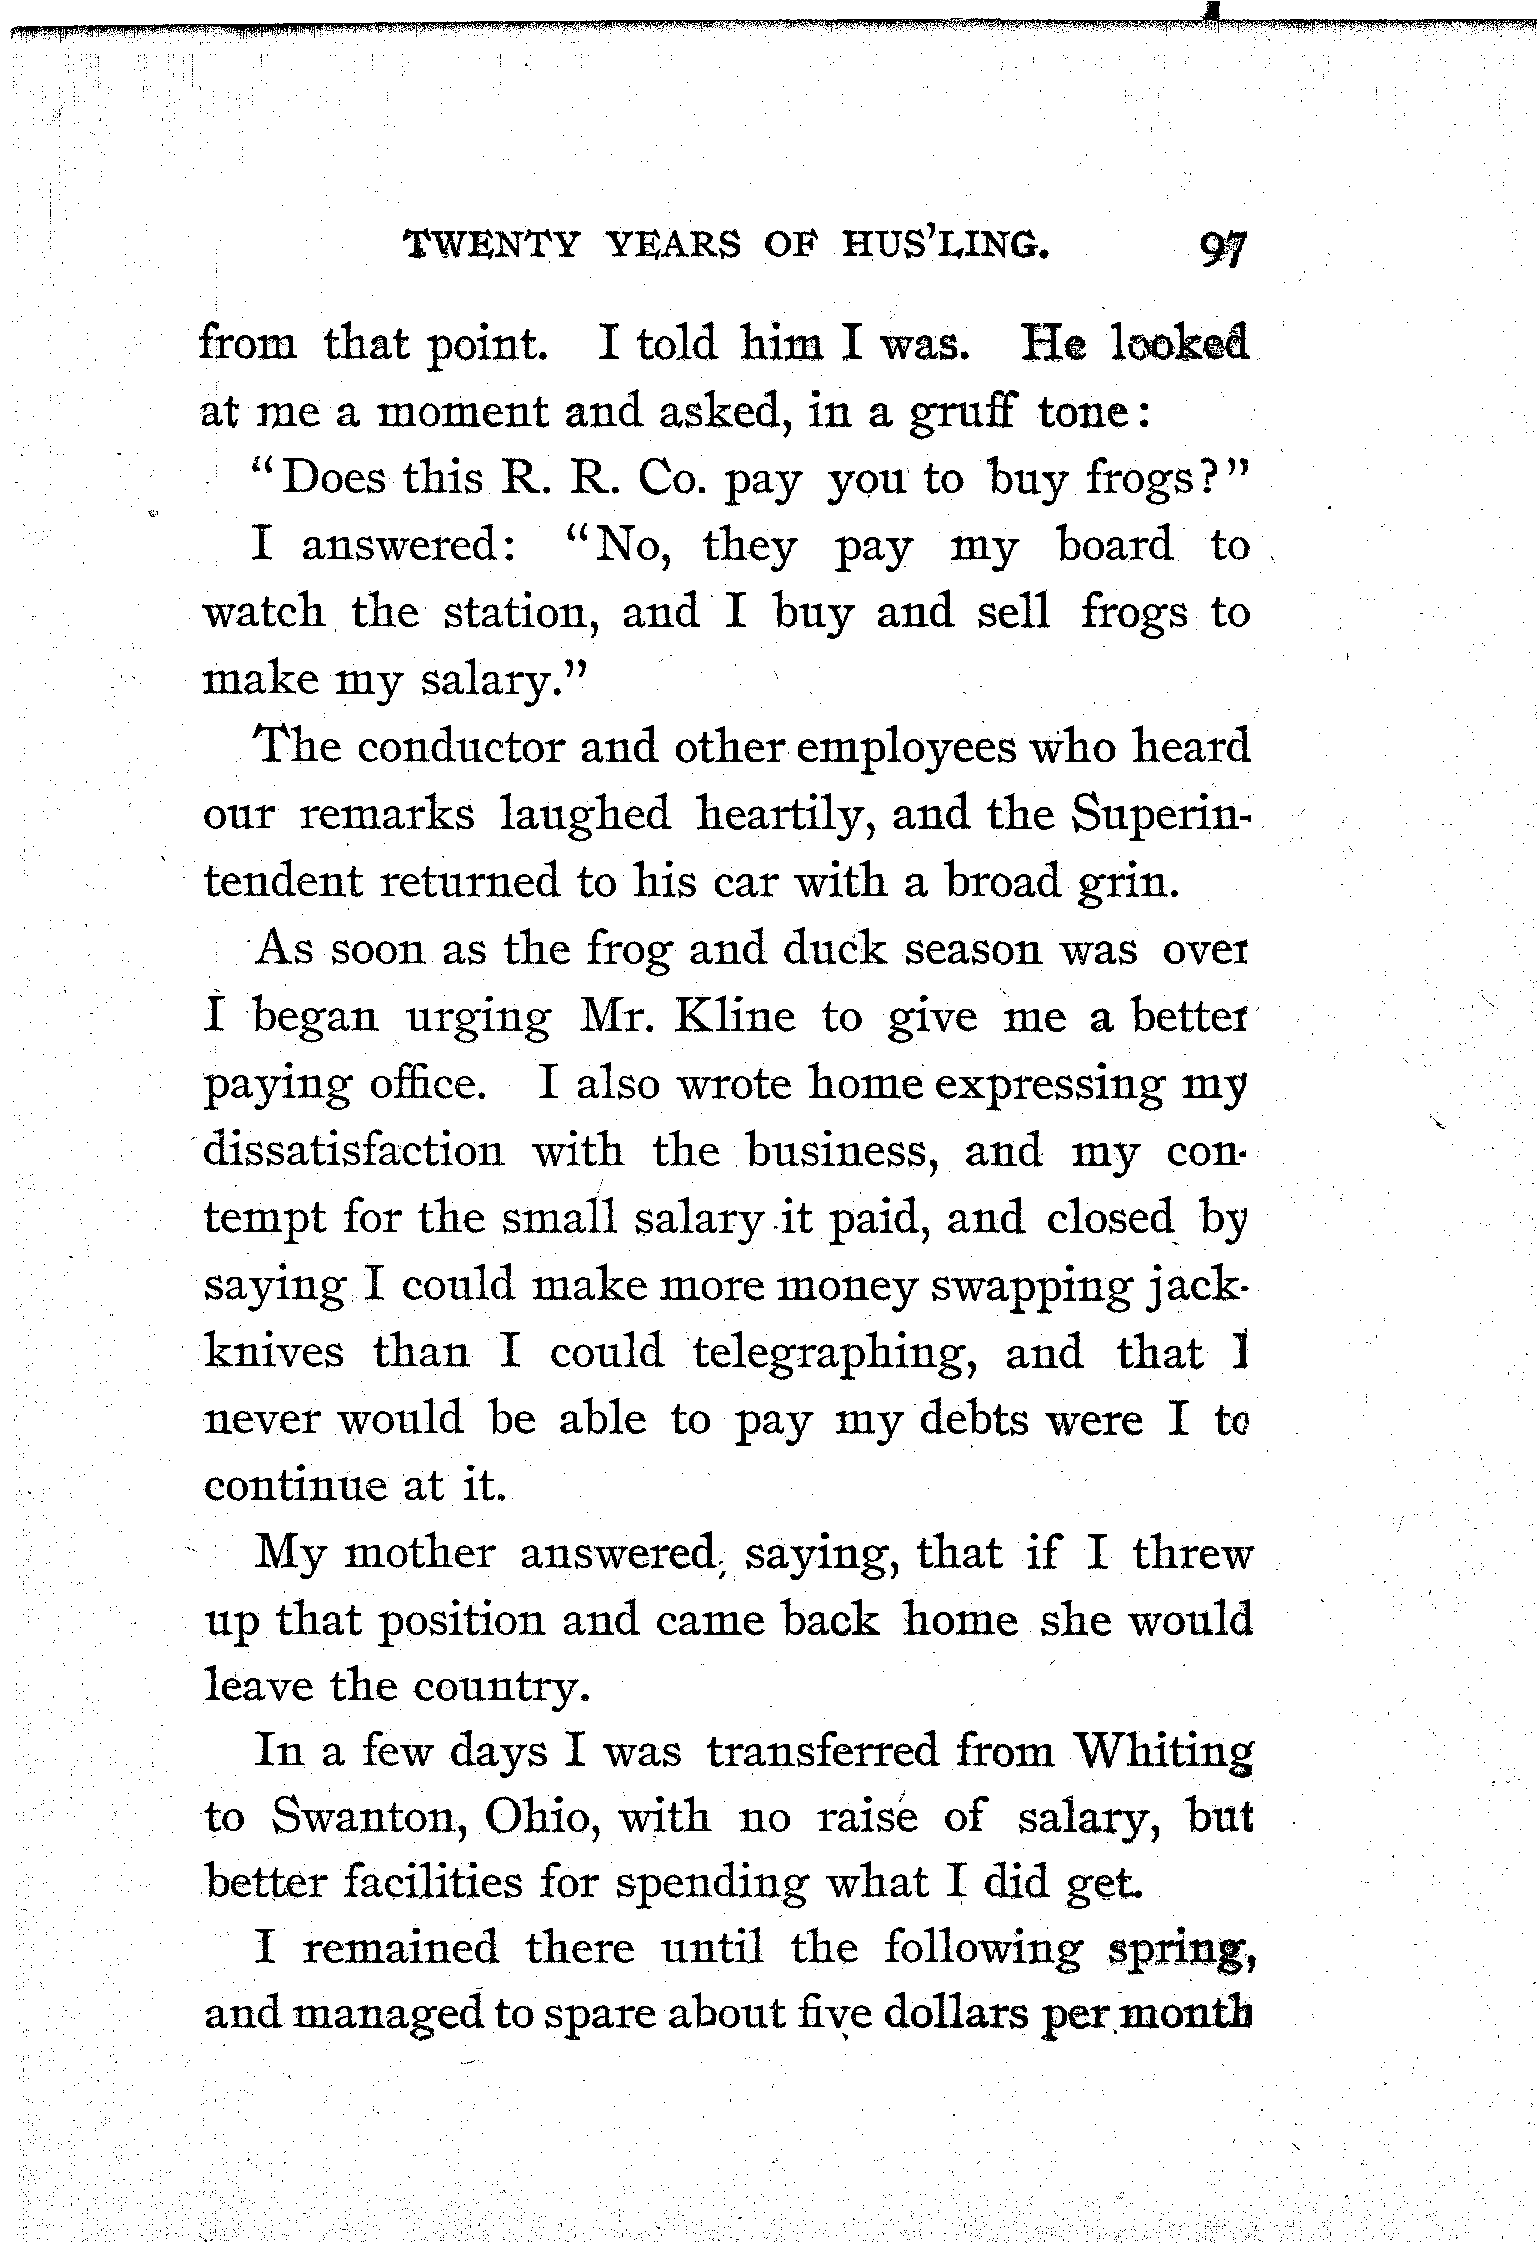 TWENTY YEARS OF HUS'LING. 97
from that point. I told him I was. He looked
at me a moment and asked, in a gruff tone:
"Does this R. R. Co. pay you to buy frogs?"
I answered: "No, they pay my board to
watch the station, and I buy and sell frogs to
make my salary."
The conductor and other employees who heard
our remarks laughed heartily, and the Superin-
tendent returned to his car with a broad grin.
As soon as the frog and duck season was over
I began urging Mr. Kline to give me a better
paying office. I also wrote home expressing my
dissatisfaction with the business, and my con-
tempt for the small salary it paid, and closed by
saying I could make more money swapping jack-
knives than I could telegraphing, and that I
never would be able to pay my debts were I to
continue at it.
My mother answered, saying, that if I threw
up that position and came back home she would
leave the country.
In a few days I was transferred from Whiting
to Swanton, Ohio, with no raise of salary, but
better facilities for spending what I did get.
I remained there until the following spring,
and managed to spare about five dollars per month